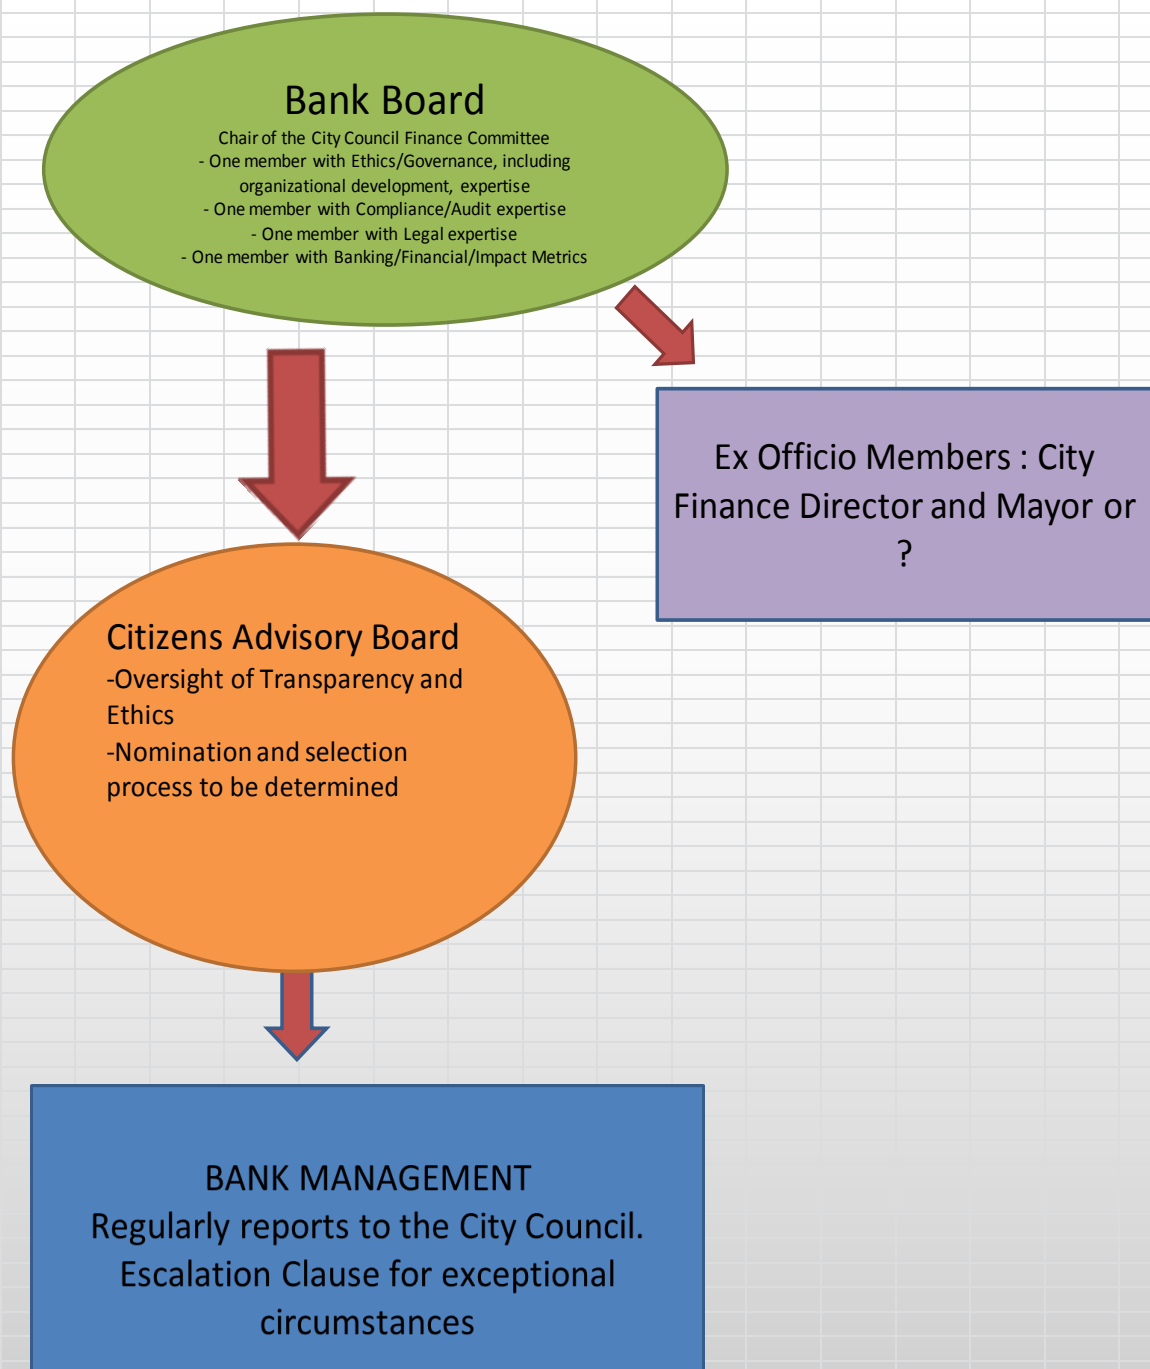 Bank Board
Chair of the City Council Finance Committee
- One member with Ethics/Governance, including
organizational development, expertise
- One member with Compliance/Audit expertise
- One member with Legal expertise
- One member with Banking/Financial/Impact Metrics
Ex Officio Members : City
Finance Director and Mayor or
?
Citizens Advisory Board
-Oversight of Transparency and
Ethics
-Nomination and selection
process to be determined
BANK MANAGEMENT
Regularly reports to the City Council.
Escalation Clause for exceptional
circumstances